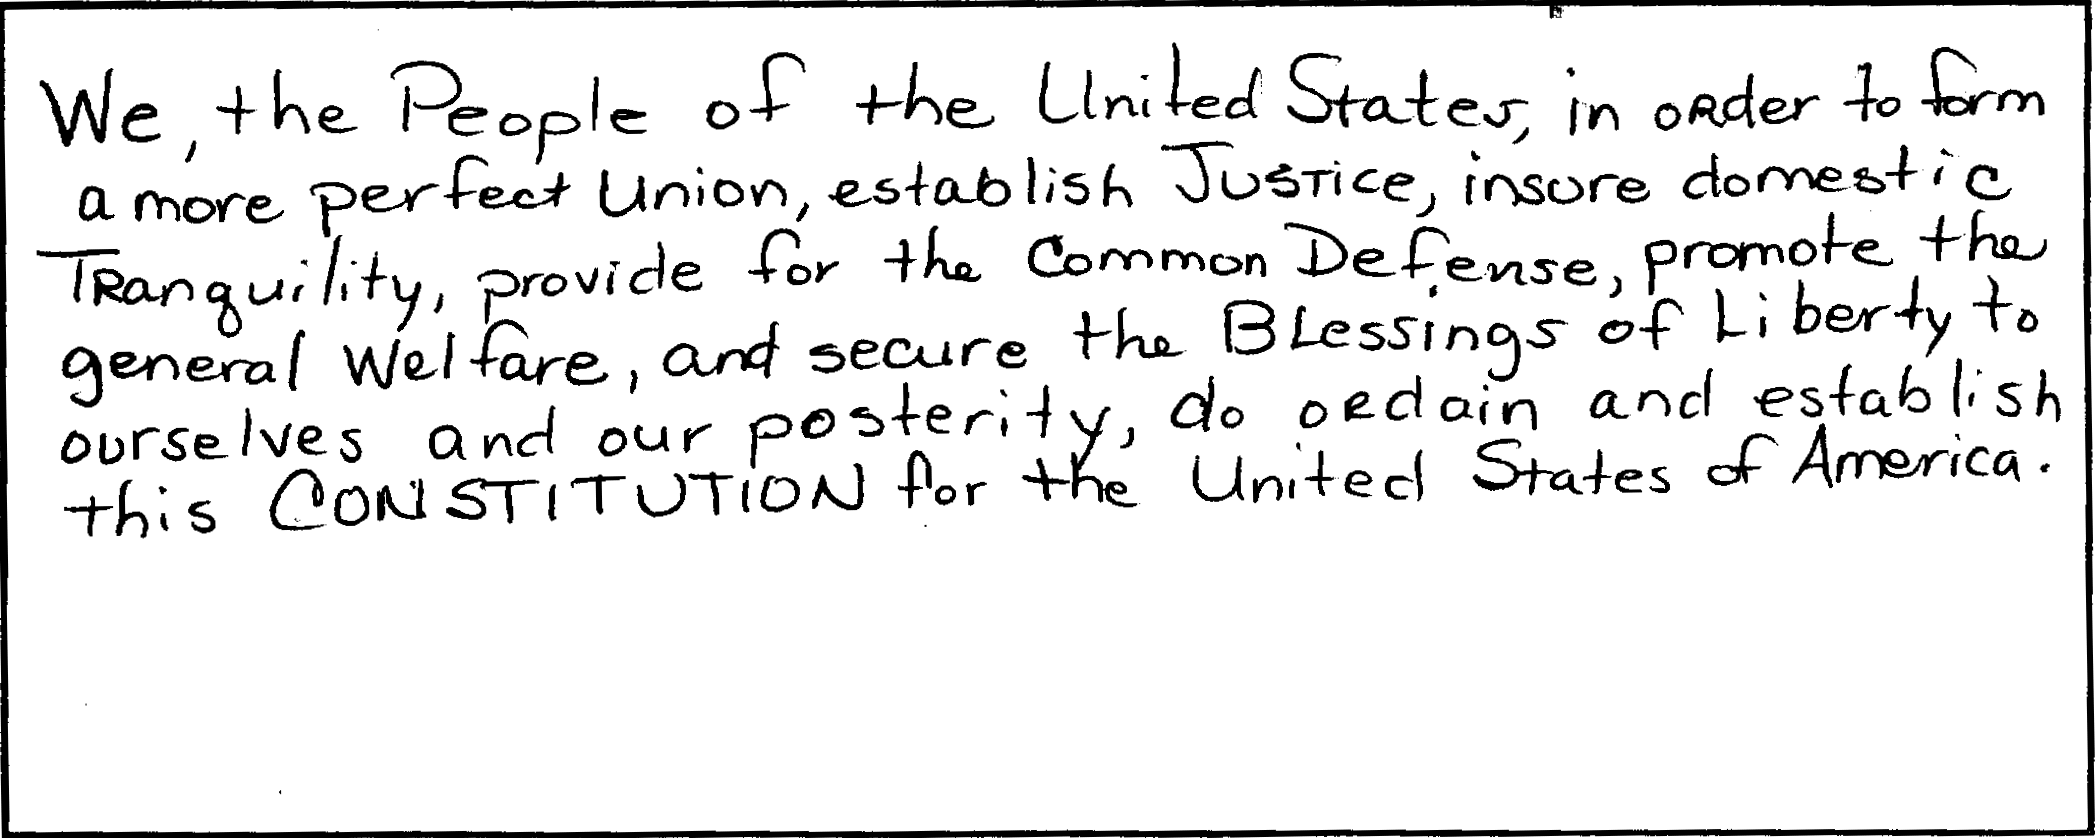 We, the People of the United States, in order to form
a more perfect Union, establish Justice, insure domestic
Tranquility, provide for the Common Defense, promote the
general Welfare, and secure the Blessings of Liberty to
ourselves and our posterity, do ordain and establish
this CONSTITUTION for the United States of America.